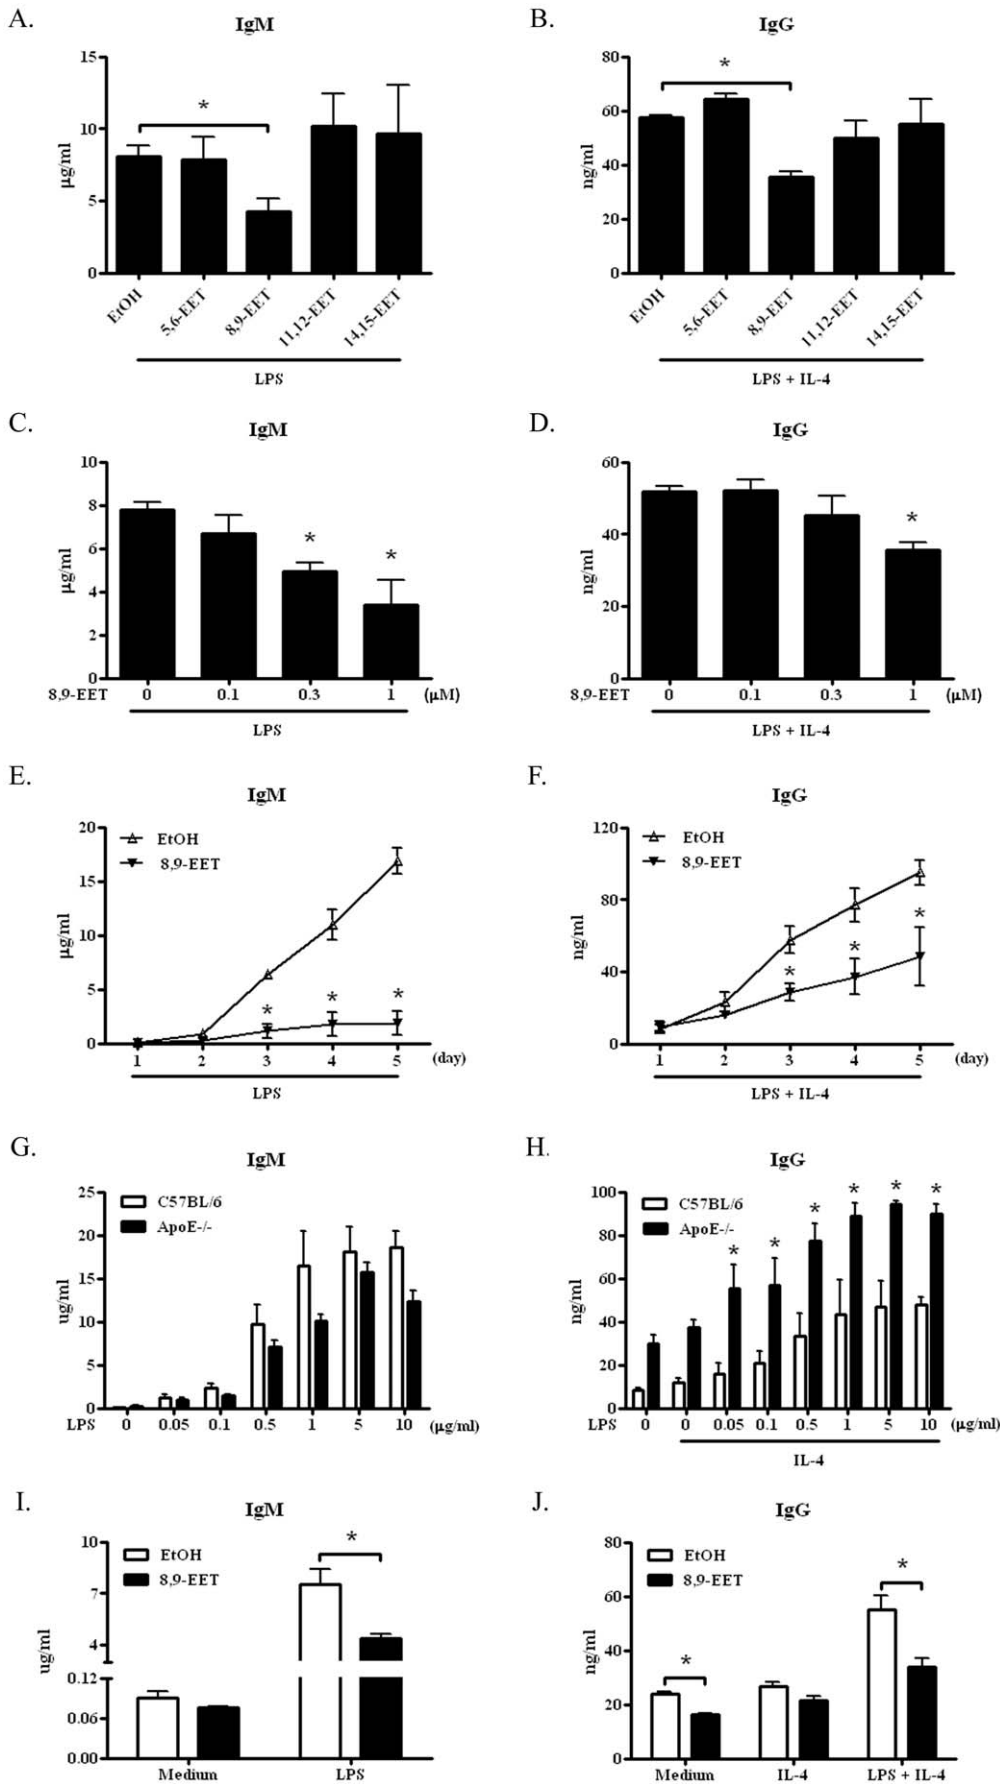 A.
IgM
15
10
5
0
µg/ml
*
EtOH
5,6-EET
8,9-EET
11,12-EET
14,15-EET
LPS
B.
IgG
80
60
40
20
0
ng/ml
*
EtOH
5,6-EET
8,9-EET
11,12-EET
14,15-EET
LPS + IL-4
C.
IgM
10
8
6
4
2
0
µg/ml
*
*
8,9-EET 0 0.1 0.3 1 (µM)
LPS
D.
IgG
60
40
20
0
ng/ml
*
8,9-EET 0 0.1 0.3 1 (µM)
LPS + IL-4
E.
IgM
20
15
10
5
0
µg/ml
EtOH
8,9-EET
* * *
1 2 3 4 5 (day)
LPS
F.
IgG
120
80
40
0
ng/ml
EtOH
8,9-EET
* * *
1 2 3 4 5 (day)
LPS + IL-4
G.
IgM
25
20
15
10
5
0
ug/ml
C57BL/6
ApoE-/-
LPS 0 0.05 0.1 0.5 1 5 10 (µg/ml)
H.
IgG
100
80
60
40
20
0
ng/ml
C57BL/6
ApoE-/-
* * * * * *
LPS 0 0 0.05 0.1 0.5 1 5 10 (µg/ml)
IL-4
I.
IgM
10
7
4
0.12
0.06
0.00
ug/ml
EtOH
8,9-EET
*
Medium LPS
J.
IgG
80
60
40
20
0
ng/ml
EtOH
8,9-EET
*
*
Medium IL-4 LPS + IL-4